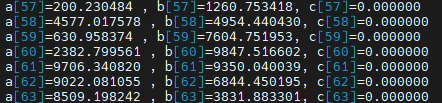 a[57]=200.230484 , b[57]=1260.753418, c[57]=0.000000
a[58]=4577.017578 , b[58]=4954.440430, c[58]=0.000000
a[59]=630.958374 , b[59]=7604.751953, c[59]=0.000000
a[60]=2382.799561 , b[60]=9847.516602, c[60]=0.000000
a[61]=9706.340820 , b[61]=9350.040039, c[61]=0.000000
a[62]=9022.081055 , b[62]=6844.450195, c[62]=0.000000
a[63]=8509.198242 , b[63]=3831.883301, c[63]=0.000000